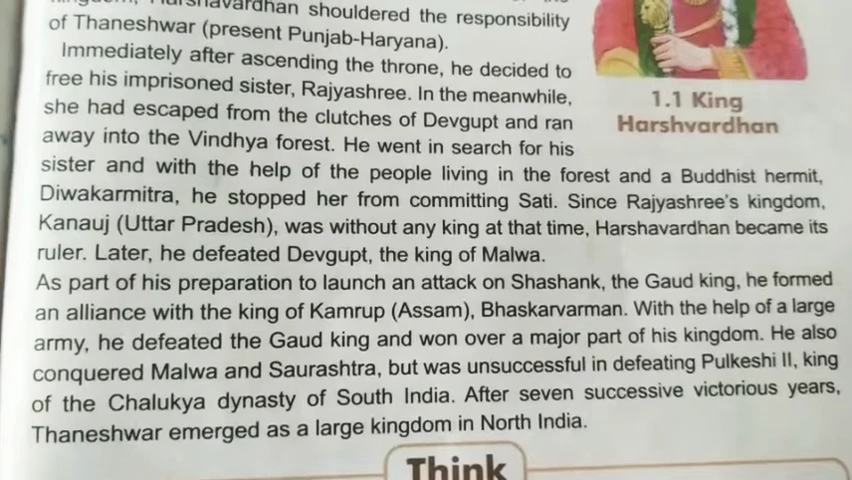 Harshavardhan shouldered the responsibility
of Thaneshwar (present Punjab-Haryana).
Immediately after ascending the throne, he decided to
free his imprisoned sister, Rajyashree. In the meanwhile,
she had escaped from the clutches of Devgupt and ran
away into the Vindhya forest. He went in search for his
sister and with the help of the people living in the forest and a Buddhist hermit,
Diwakarmitra, he stopped her from committing Sati. Since Rajyashree's kingdom,
Kanauj (Uttar Pradesh), was without any king at that time, Harshavardhan became its
ruler. Later, he defeated Devgupt, the king of Malwa.
As part of his preparation to launch an attack on Shashank, the Gaud king, he formed
an alliance with the king of Kamrup (Assam), Bhaskarvarman. With the help of a large
army, he defeated the Gaud king and won over a major part of his kingdom. He also
conquered Malwa and Saurashtra, but was unsuccessful in defeating Pulkeshi II, king
of the Chalukya dynasty of South India. After seven successive victorious years,
Thaneshwar emerged as a large kingdom in North India.
1.1 King
Harshvardhan
Think